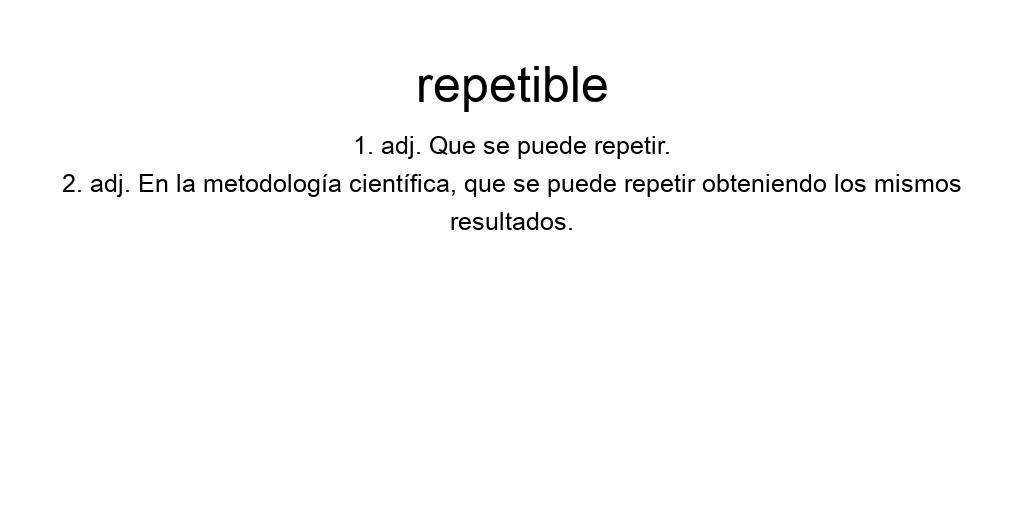 repetible
1. adj. Que se puede repetir.
2. adj. En la metodología científica, que se puede repetir obteniendo los mismos
resultados.